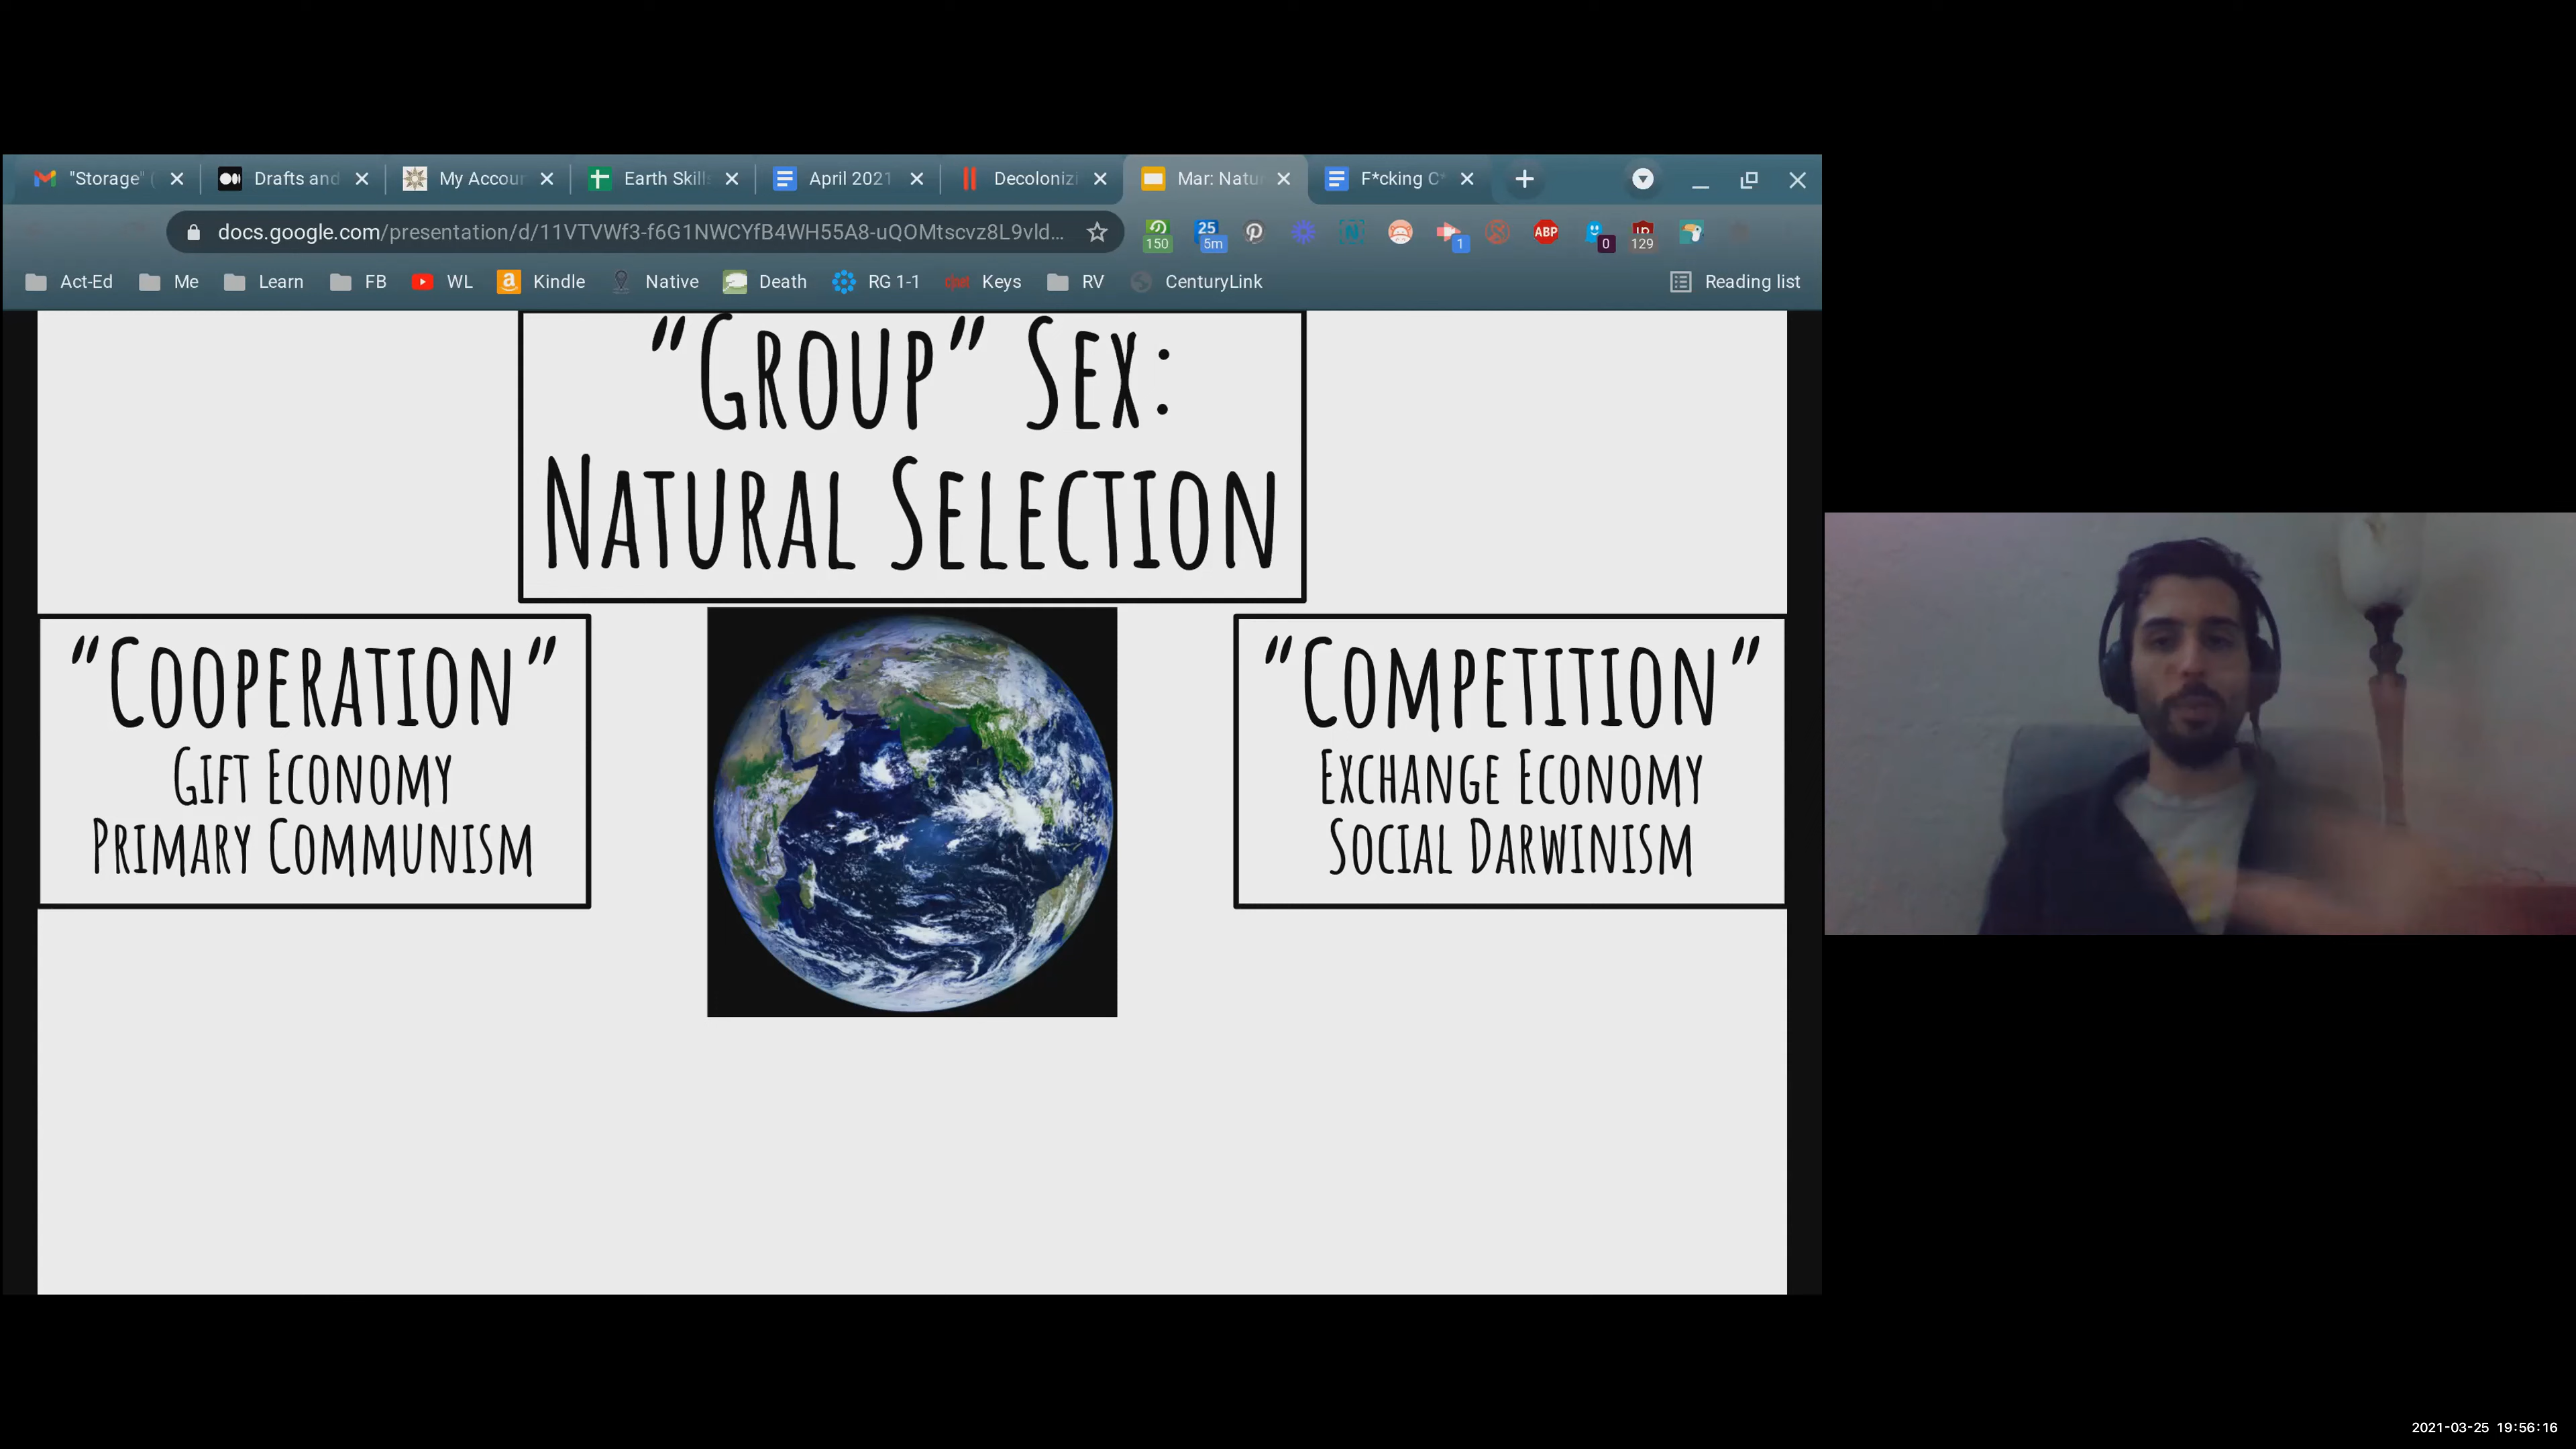 "Storage" (
Drafts and
My Accou
Earth Skill
April 2021
Decoloniz
Mar: Natu
F*cking C*
docs.google.com/presentation/d/11VTVWf3-f6G1NWCYfB4WH55A8-uQOMtscvz8L9vld...
150
25
5m
1
ABP
0
129
Act-Ed
Me
Learn
FB
WL
Kindle
Native
Death
RG 1-1
Keys
RV
CenturyLink
Reading list
"GROUP" SEX:
NATURAL SELECTION
"COOPERATION"
GIFT ECONOMY
PRIMARY COMMUNISM
"COMPETITION"
EXCHANGE ECONOMY
SOCIAL DARWINISM
2021-03-25 19:56:16